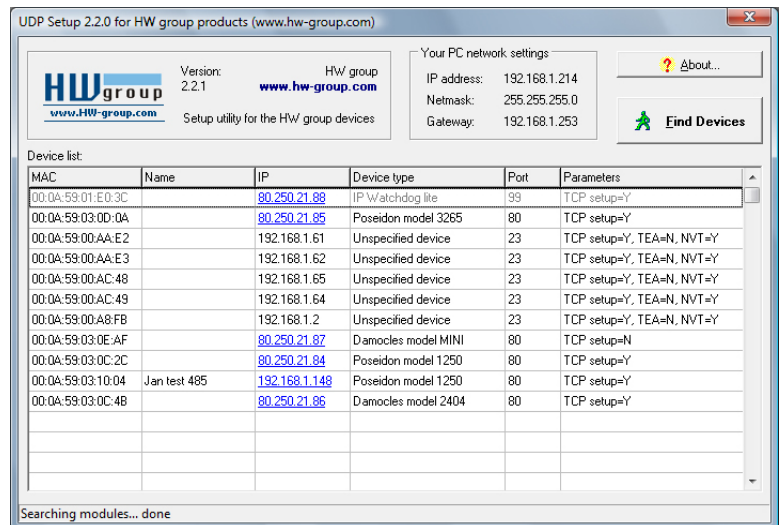 UDP Setup 2.2.0 for HW group products (www.hw-group.com)
HWgroup
www.HW-group.com
Version:
2.2.1
HW group
www.hw-group.com
Setup utility for the HW group devices
Your PC network settings
IP address: 192.168.1.214
Netmask: 255.255.255.0
Gateway: 192.168.1.253
? About...
Find Devices
Device list:
MAC Name IP Device type Port Parameters
00:0A:59:01:E0:3C 80.250.21.88 IP Watchdog lite 99 TCP setup=Y
00:0A:59:03:0D:0A 80.250.21.85 Poseidon model 3265 80 TCP setup=Y
00:0A:59:00:AA:E2 192.168.1.61 Unspecified device 23 TCP setup=Y, TEA=N, NVT=Y
00:0A:59:00:AA:E3 192.168.1.62 Unspecified device 23 TCP setup=Y, TEA=N, NVT=Y
00:0A:59:00:AC:48 192.168.1.65 Unspecified device 23 TCP setup=Y, TEA=N, NVT=Y
00:0A:59:00:AC:49 192.168.1.64 Unspecified device 23 TCP setup=Y, TEA=N, NVT=Y
00:0A:59:00:A8:FB 192.168.1.2 Unspecified device 23 TCP setup=Y, TEA=N, NVT=Y
00:0A:59:03:0E:AF 80.250.21.87 Damocles model MINI 80 TCP setup=N
00:0A:59:03:0C:2C 80.250.21.84 Poseidon model 1250 80 TCP setup=Y
00:0A:59:03:10:04 Jan test 485 192.168.1.148 Poseidon model 1250 80 TCP setup=Y
00:0A:59:03:0C:4B 80.250.21.86 Damocles model 2404 80 TCP setup=Y
Searching modules... done